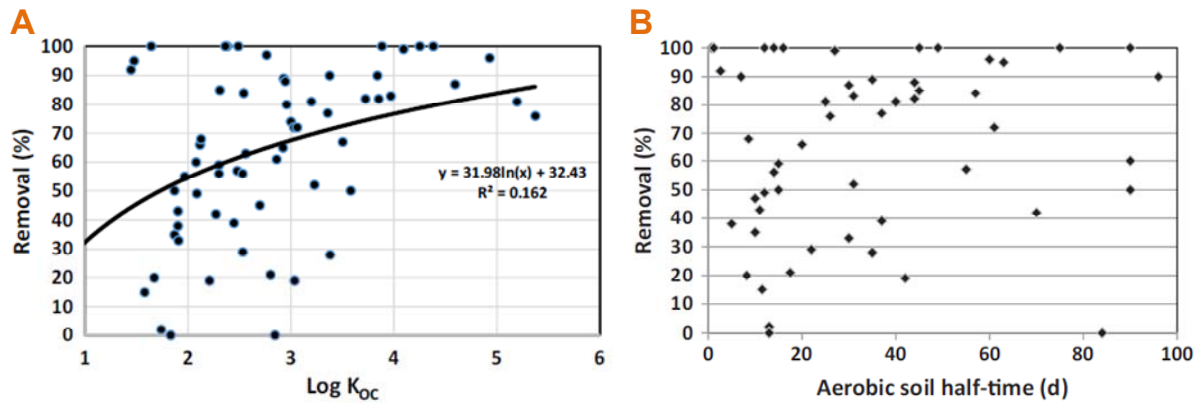 A
100
90
80
70
60
50
40
30
20
10
0
Removal (%)
1 2 3 4 5 6
Log K_OC
y = 31.98ln(x) + 32.43
R² = 0.162
B
100
90
80
70
60
50
40
30
20
10
0
Removal (%)
0 20 40 60 80 100
Aerobic soil half-time (d)